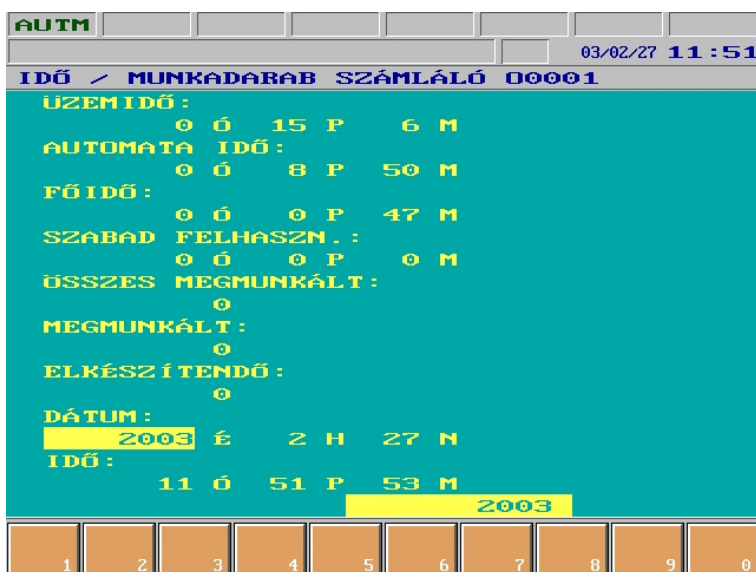 AUTM
03/02/27 11:51
IDŐ / MUNKADARAB SZÁMLÁLÓ O0001
ÜZEMIDŐ:
0 Ó 15 P 6 M
AUTOMATA IDŐ:
0 Ó 8 P 50 M
FŐIDŐ:
0 Ó 0 P 47 M
SZABAD FELHASZN.:
0 Ó 0 P 0 M
ÖSSZES MEGMUNKÁLT:
0
MEGMUNKÁLT:
0
ELKÉSZÍTENDŐ:
0
DÁTUM:
2003 É 2 H 27 N
IDŐ:
11 Ó 51 P 53 M
2003
1 2 3 4 5 6 7 8 9 0